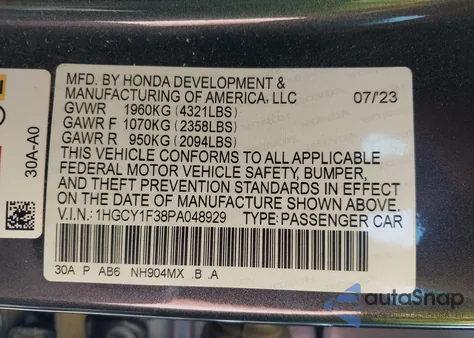 MFD. BY HONDA DEVELOPMENT &
MANUFACTURING OF AMERICA, LLC 07/'23
GVWR 1960KG (4321LBS)
GAWR F 1070KG (2358LBS)
GAWR R 950KG (2094LBS)
THIS VEHICLE CONFORMS TO ALL APPLICABLE
FEDERAL MOTOR VEHICLE SAFETY, BUMPER,
AND THEFT PREVENTION STANDARDS IN EFFECT
ON THE DATE OF MANUFACTURE SHOWN ABOVE.
V.I.N.: 1HGCY1F38PA048929 TYPE: PASSENGER CAR
30A P AB6 NH904MX .B .A
30A-A0
autoSnap